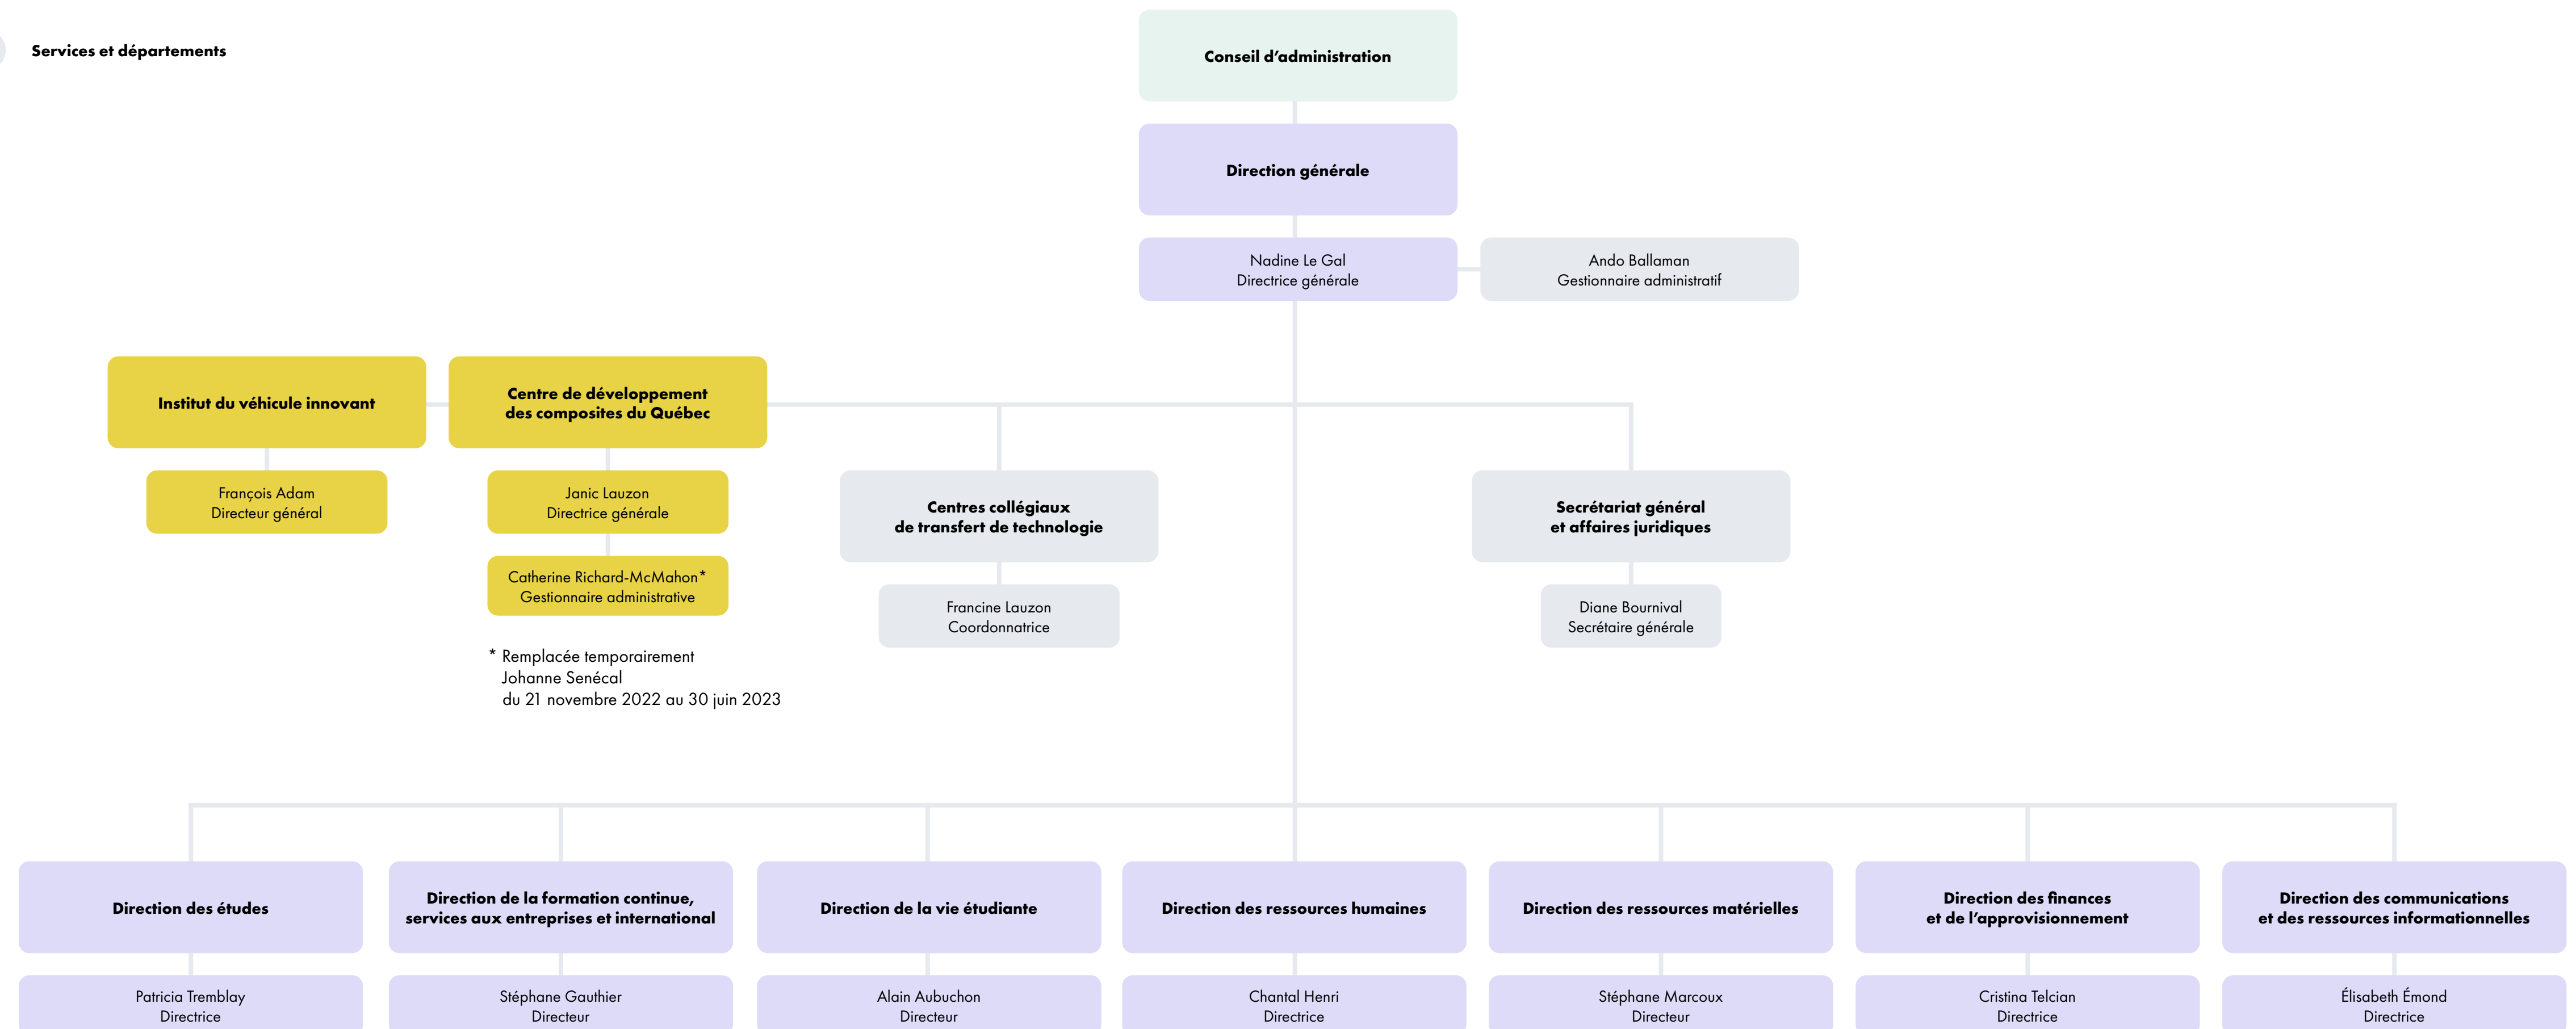 Services et départements
Conseil d’administration
Direction générale
Nadine Le Gal
Directrice générale
Ando Ballaman
Gestionnaire administratif
Institut du véhicule innovant
François Adam
Directeur général
Centre de développement
des composites du Québec
Janic Lauzon
Directrice générale
Catherine Richard-McMahon*
Gestionnaire administrative
* Remplacée temporairement
Johanne Senécal
du 21 novembre 2022 au 30 juin 2023
Centres collégiaux
de transfert de technologie
Francine Lauzon
Coordonnatrice
Secrétariat général
et affaires juridiques
Diane Bournival
Secrétaire générale
Direction des études
Patricia Tremblay
Directrice
Direction de la formation continue,
services aux entreprises et international
Stéphane Gauthier
Directeur
Direction de la vie étudiante
Alain Aubuchon
Directeur
Direction des ressources humaines
Chantal Henri
Directrice
Direction des ressources matérielles
Stéphane Marcoux
Directeur
Direction des finances
et de l’approvisionnement
Cristina Telcian
Directrice
Direction des communications
et des ressources informationnelles
Élisabeth Émond
Directrice